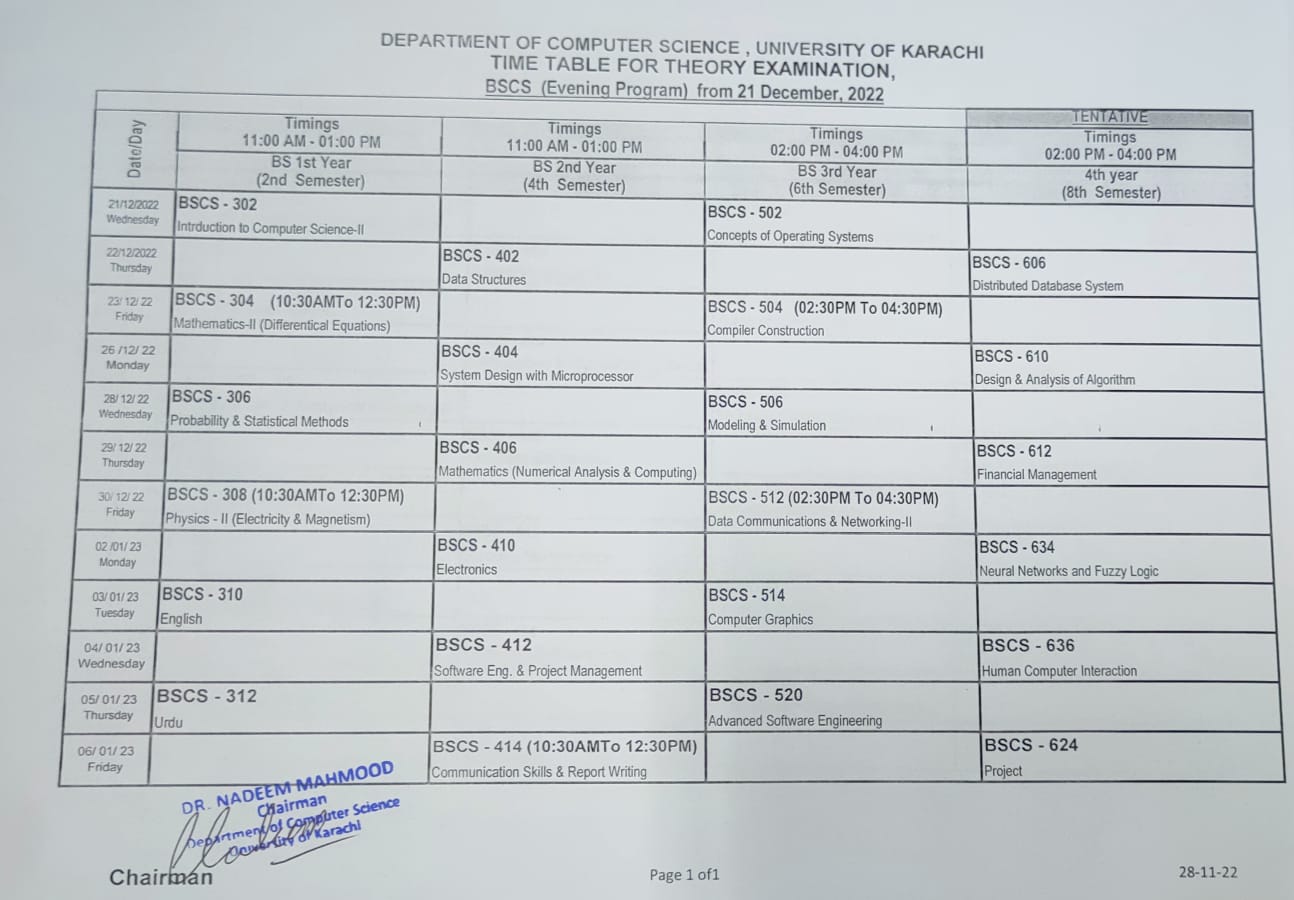 DEPARTMENT OF COMPUTER SCIENCE , UNIVERSITY OF KARACHI
TIME TABLE FOR THEORY EXAMINATION,
BSCS (Evening Program) from 21 December, 2022
TENTATIVE
Date/Day
Timings
11:00 AM - 01:00 PM
Timings
11:00 AM - 01:00 PM
Timings
02:00 PM - 04:00 PM
Timings
02:00 PM - 04:00 PM
BS 1st Year
(2nd Semester)
BS 2nd Year
(4th Semester)
BS 3rd Year
(6th Semester)
4th year
(8th Semester)
21/12/2022
Wednesday
BSCS - 302
Intrduction to Computer Science-II
BSCS - 502
Concepts of Operating Systems
22/12/2022
Thursday
BSCS - 402
Data Structures
BSCS - 606
Distributed Database System
23/ 12/ 22
Friday
BSCS - 304 (10:30AMTo 12:30PM)
Mathematics-II (Differentical Equations)
BSCS - 504 (02:30PM To 04:30PM)
Compiler Construction
26 /12/ 22
Monday
BSCS - 404
System Design with Microprocessor
BSCS - 610
Design & Analysis of Algorithm
28/ 12/ 22
Wednesday
BSCS - 306
Probability & Statistical Methods
BSCS - 506
Modeling & Simulation
29/ 12/ 22
Thursday
BSCS - 406
Mathematics (Numerical Analysis & Computing)
BSCS - 612
Financial Management
30/ 12/ 22
Friday
BSCS - 308 (10:30AMTo 12:30PM)
Physics - II (Electricity & Magnetism)
BSCS - 512 (02:30PM To 04:30PM)
Data Communications & Networking-II
02 /01/ 23
Monday
BSCS - 410
Electronics
BSCS - 634
Neural Networks and Fuzzy Logic
03/ 01/ 23
Tuesday
BSCS - 310
English
BSCS - 514
Computer Graphics
04/ 01/ 23
Wednesday
BSCS - 412
Software Eng. & Project Management
BSCS - 636
Human Computer Interaction
05/ 01/ 23
Thursday
BSCS - 312
Urdu
BSCS - 520
Advanced Software Engineering
06/ 01/ 23
Friday
BSCS - 414 (10:30AMTo 12:30PM)
Communication Skills & Report Writing
BSCS - 624
Project
DR. NADEEM MAHMOOD
Chairman
Department of Computer Science
University of Karachi
Chairman
Page 1 of1
28-11-22